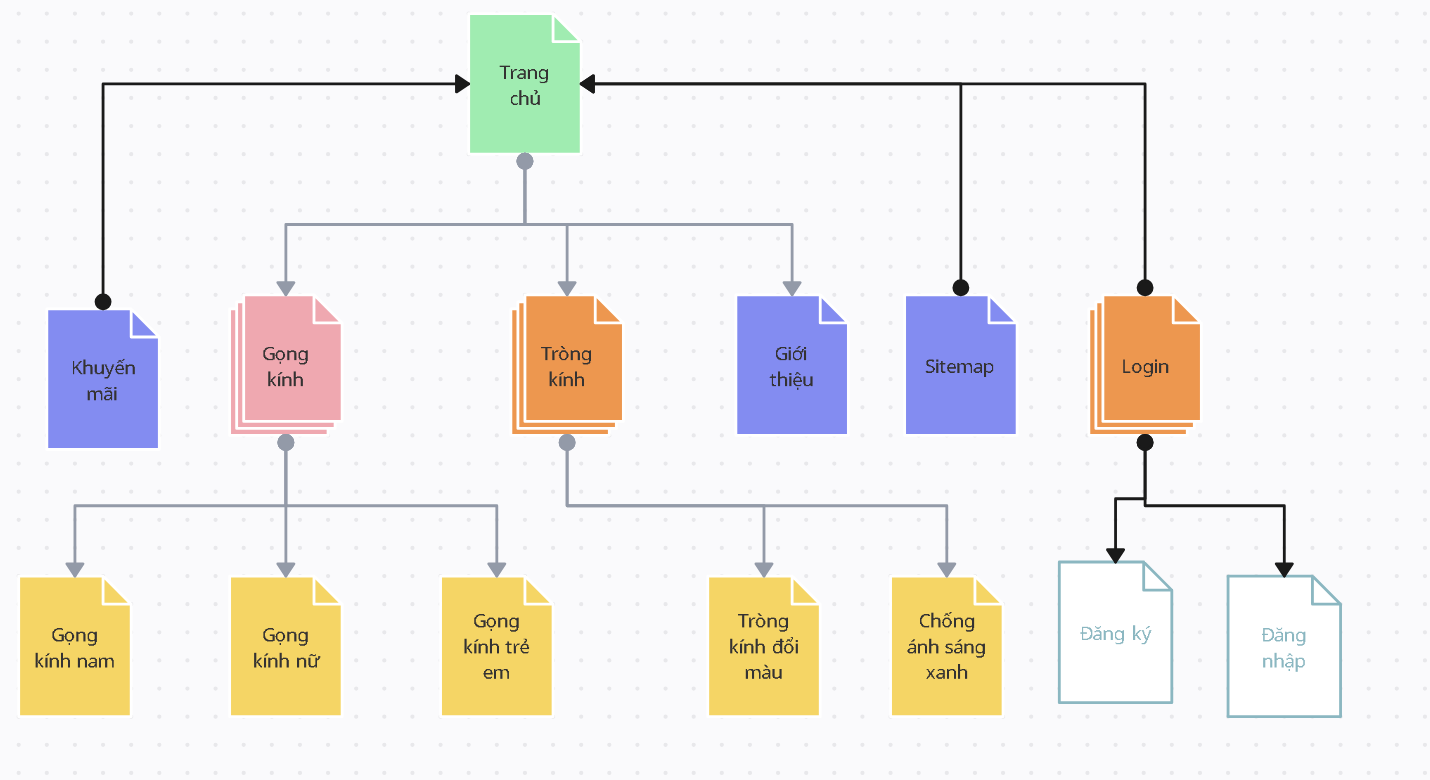 Trang
chủ
Khuyến
mãi
Gọng
kính
Tròng
kính
Giới
thiệu
Sitemap
Login
Gọng
kính nam
Gọng
kính nữ
Gọng
kính trẻ
em
Tròng
kính đổi
màu
Chống
ánh sáng
xanh
Đăng ký
Đăng
nhập